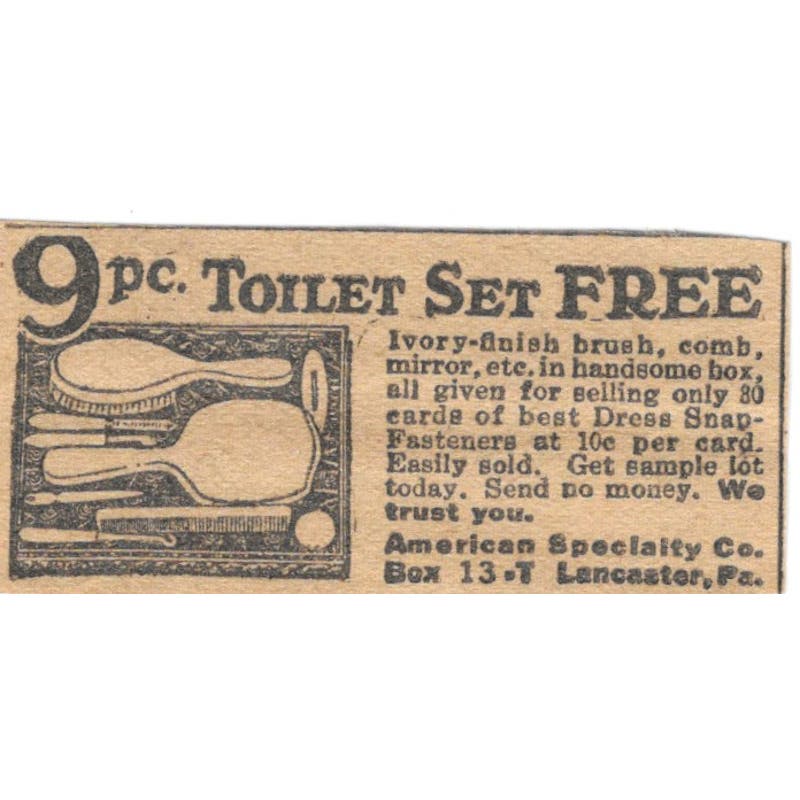 9 pc. TOILET SET FREE
Ivory-finish brush, comb,
mirror, etc. in handsome box,
all given for selling only 30
cards of best Dress Snap-
Fasteners at 10c per card.
Easily sold. Get sample lot
today. Send no money. We
trust you.
American Specialty Co.
Box 13-T Lancaster, Pa.